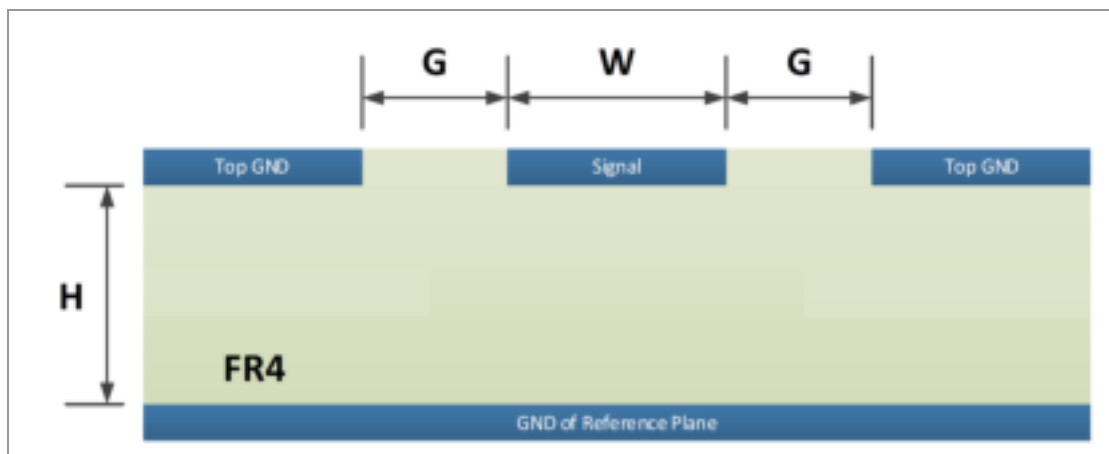 G W G
Top GND Signal Top GND
H
FR4
GND of Reference Plane